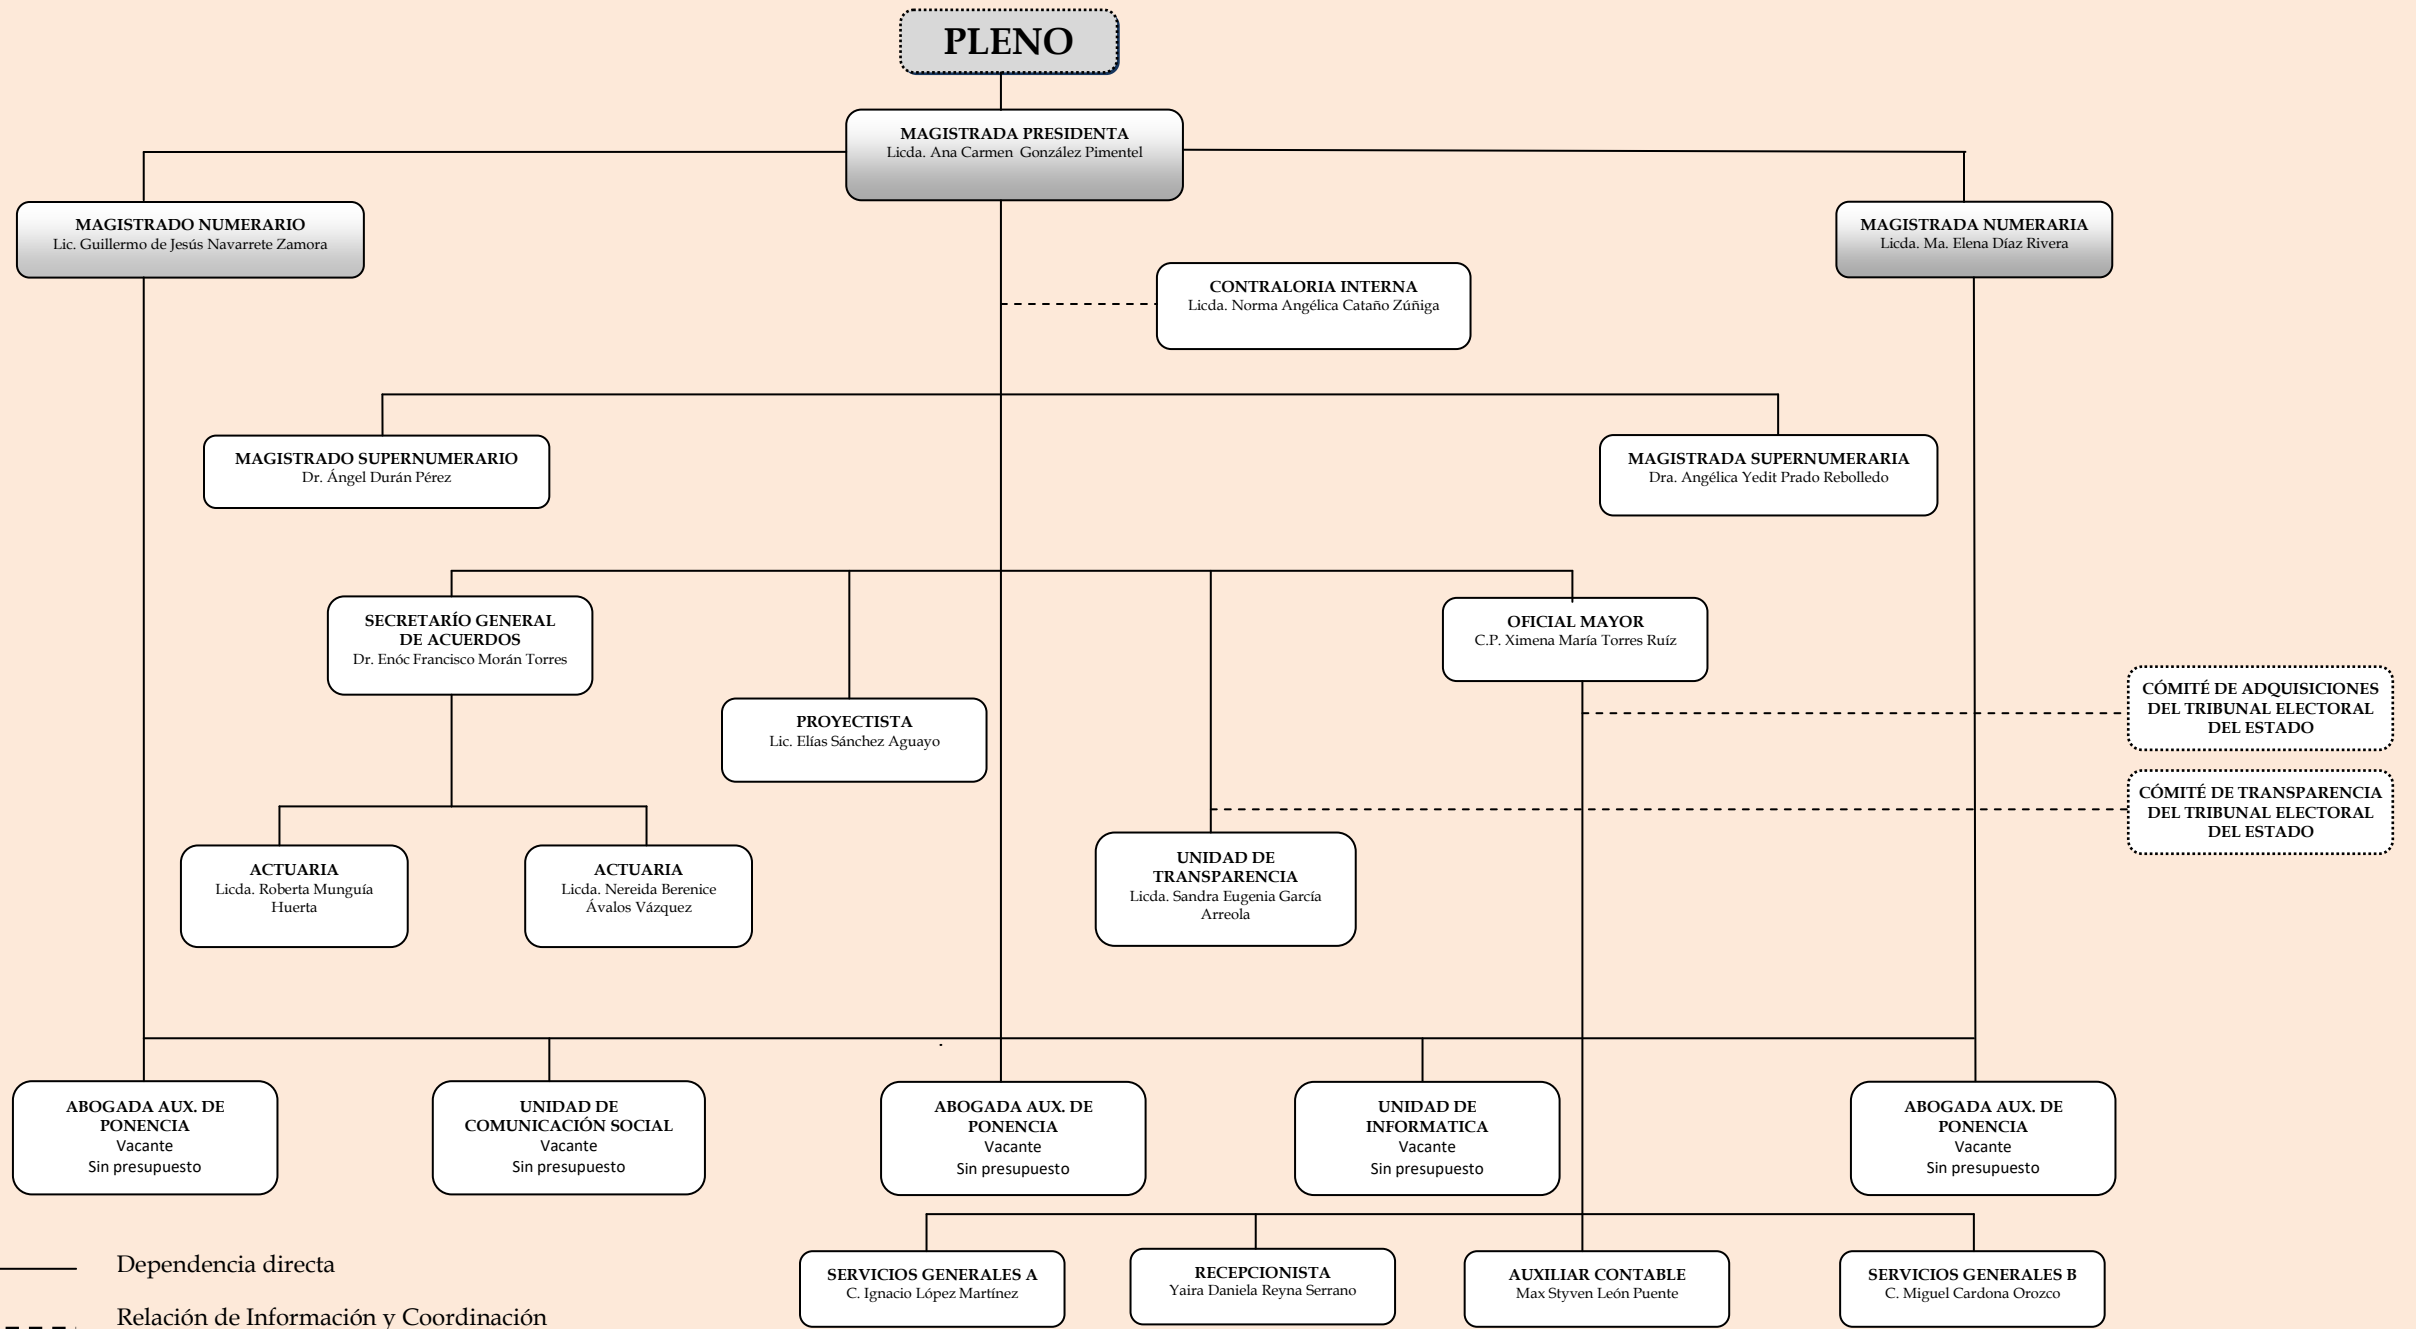 PLENO
MAGISTRADA PRESIDENTA
Licda. Ana Carmen González Pimentel
MAGISTRADO NUMERARIO
Lic. Guillermo de Jesús Navarrete Zamora
MAGISTRADA NUMERARIA
Licda. Ma. Elena Díaz Rivera
CONTRALORIA INTERNA
Licda. Norma Angélica Cataño Zúñiga
MAGISTRADO SUPERNUMERARIO
Dr. Ángel Durán Pérez
MAGISTRADA SUPERNUMERARIA
Dra. Angélica Yedit Prado Rebolledo
SECRETARÍO GENERAL
DE ACUERDOS
Dr. Enóc Francisco Morán Torres
OFICIAL MAYOR
C.P. Ximena María Torres Ruíz
PROYECTISTA
Lic. Elías Sánchez Aguayo
CÓMITÉ DE ADQUISICIONES
DEL TRIBUNAL ELECTORAL
DEL ESTADO
CÓMITÉ DE TRANSPARENCIA
DEL TRIBUNAL ELECTORAL
DEL ESTADO
ACTUARIA
Licda. Roberta Munguía
Huerta
ACTUARIA
Licda. Nereida Berenice
Ávalos Vázquez
UNIDAD DE
TRANSPARENCIA
Licda. Sandra Eugenia García
Arreola
ABOGADA AUX. DE
PONENCIA
Vacante
Sin presupuesto
UNIDAD DE
COMUNICACIÓN SOCIAL
Vacante
Sin presupuesto
ABOGADA AUX. DE
PONENCIA
Vacante
Sin presupuesto
UNIDAD DE
INFORMATICA
Vacante
Sin presupuesto
ABOGADA AUX. DE
PONENCIA
Vacante
Sin presupuesto
SERVICIOS GENERALES A
C. Ignacio López Martínez
RECEPCIONISTA
Yaira Daniela Reyna Serrano
AUXILIAR CONTABLE
Max Styven León Puente
SERVICIOS GENERALES B
C. Miguel Cardona Orozco
Dependencia directa
Relación de Información y Coordinación